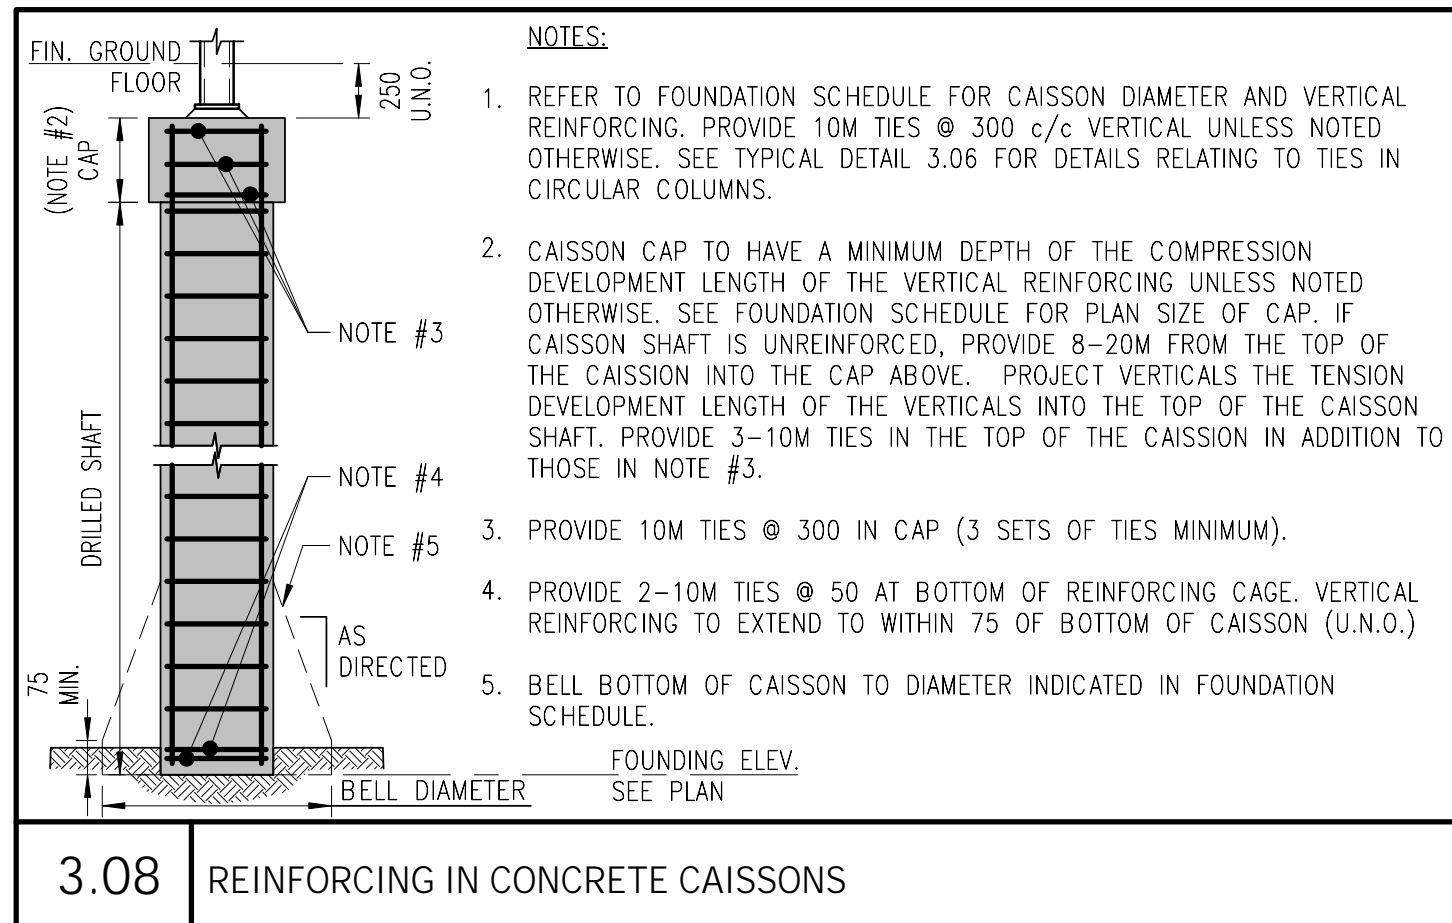 FIN. GROUND
FLOOR
250
U.N.O.
(NOTE #2)
CAP
NOTE #3
DRILLED SHAFT
NOTE #4
NOTE #5
AS
DIRECTED
75
MIN.
BELL DIAMETER
FOUNDING ELEV.
SEE PLAN
NOTES:
1. REFER TO FOUNDATION SCHEDULE FOR CAISSON DIAMETER AND VERTICAL
REINFORCING. PROVIDE 10M TIES @ 300 c/c VERTICAL UNLESS NOTED
OTHERWISE. SEE TYPICAL DETAIL 3.06 FOR DETAILS RELATING TO TIES IN
CIRCULAR COLUMNS.
2. CAISSON CAP TO HAVE A MINIMUM DEPTH OF THE COMPRESSION
DEVELOPMENT LENGTH OF THE VERTICAL REINFORCING UNLESS NOTED
OTHERWISE. SEE FOUNDATION SCHEDULE FOR PLAN SIZE OF CAP. IF
CAISSON SHAFT IS UNREINFORCED, PROVIDE 8-20M FROM THE TOP OF
THE CAISSION INTO THE CAP ABOVE. PROJECT VERTICALS THE TENSION
DEVELOPMENT LENGTH OF THE VERTICALS INTO THE TOP OF THE CAISSON
SHAFT. PROVIDE 3-10M TIES IN THE TOP OF THE CAISSION IN ADDITION TO
THOSE IN NOTE #3.
3. PROVIDE 10M TIES @ 300 IN CAP (3 SETS OF TIES MINIMUM).
4. PROVIDE 2-10M TIES @ 50 AT BOTTOM OF REINFORCING CAGE. VERTICAL
REINFORCING TO EXTEND TO WITHIN 75 OF BOTTOM OF CAISSON (U.N.O.)
5. BELL BOTTOM OF CAISSON TO DIAMETER INDICATED IN FOUNDATION
SCHEDULE.
3.08
REINFORCING IN CONCRETE CAISSONS